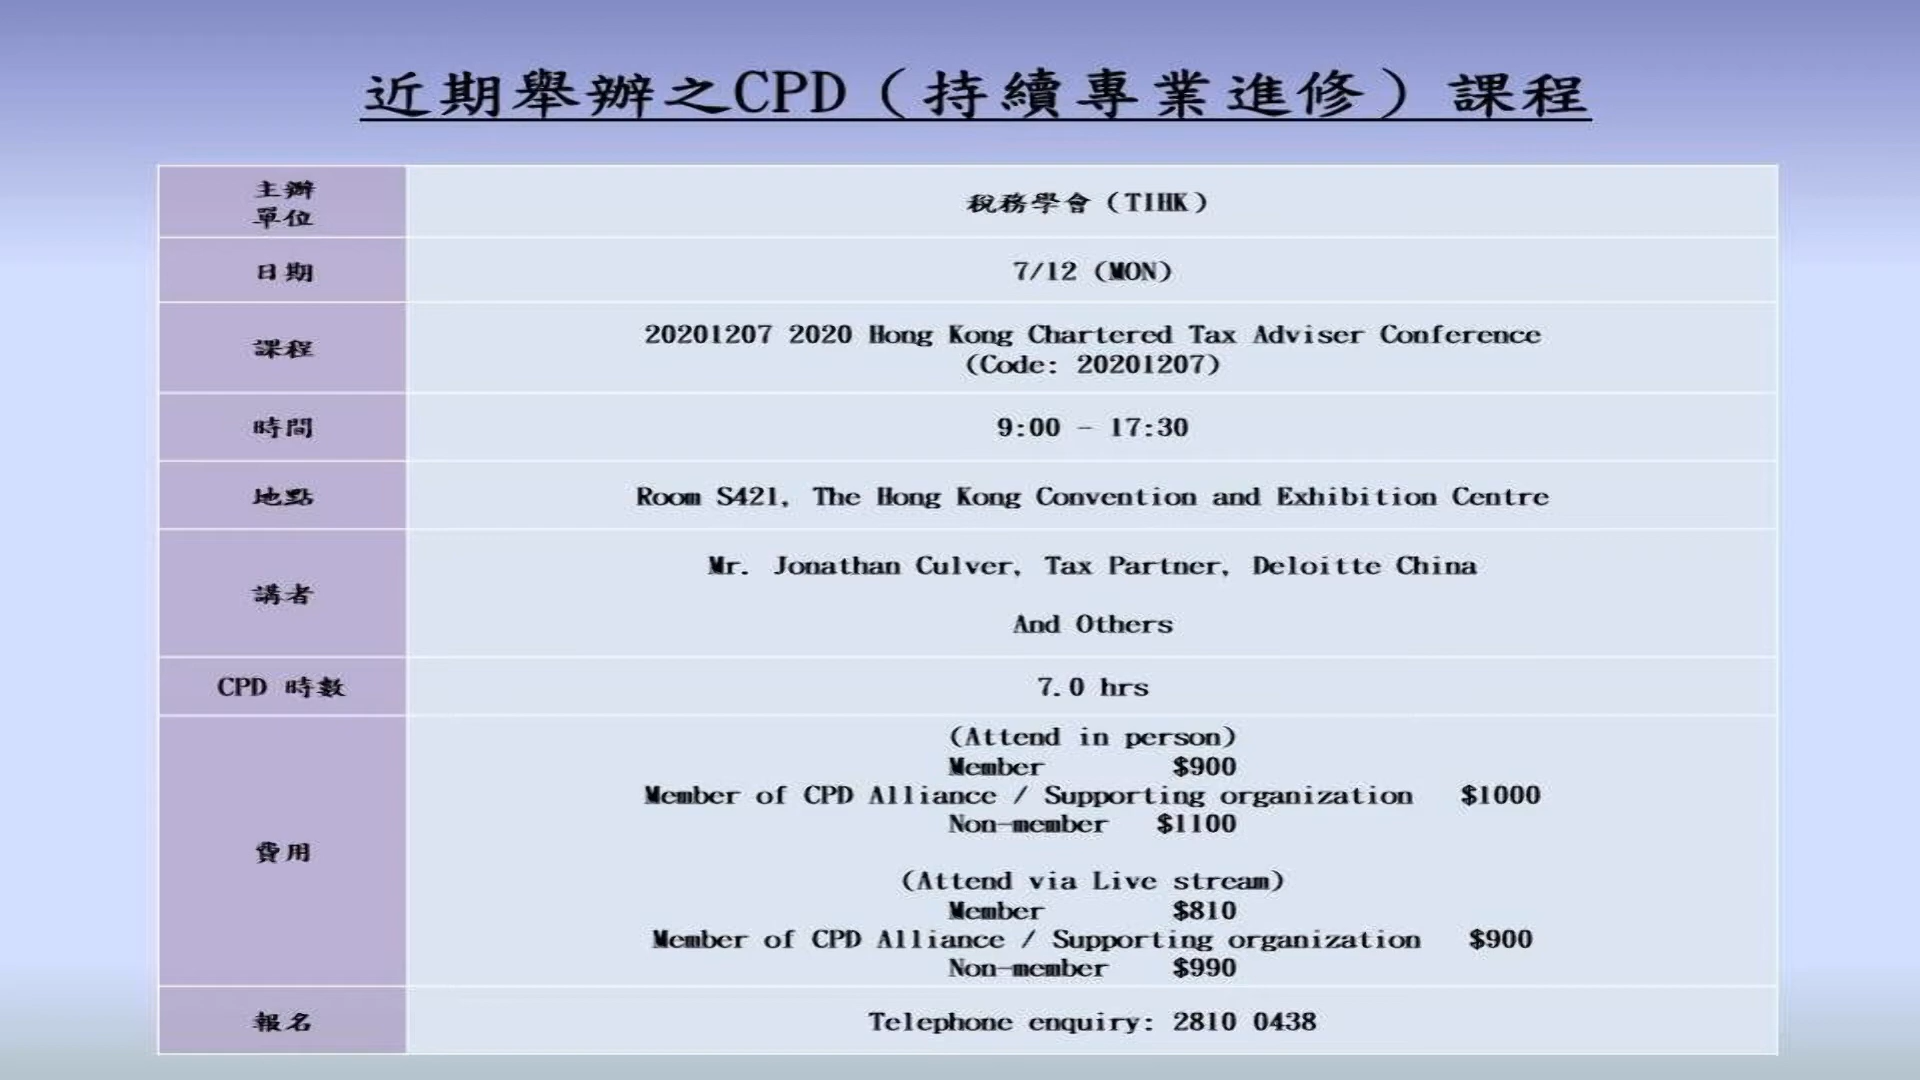 近期舉辦之CPD（持續專業進修）課程
主辦
單位
稅務學會（TIHK）
日期
7/12 (MON)
課程
20201207 2020 Hong Kong Chartered Tax Adviser Conference
(Code: 20201207)
時間
9:00 - 17:30
地點
Room S421, The Hong Kong Convention and Exhibition Centre
講者
Mr. Jonathan Culver, Tax Partner, Deloitte China
And Others
CPD 時數
7.0 hrs
費用
(Attend in person)
Member $900
Member of CPD Alliance / Supporting organization $1000
Non-member $1100
(Attend via Live stream)
Member $810
Member of CPD Alliance / Supporting organization $900
Non-member $990
報名
Telephone enquiry: 2810 0438